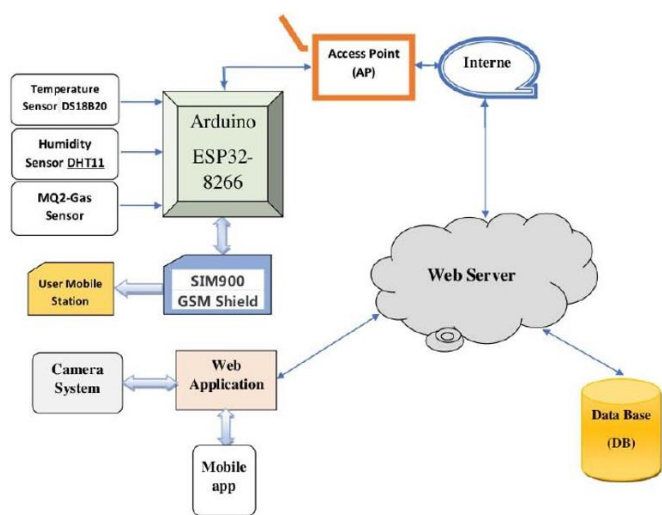 Access Point
(AP)
Interne
Temperature
Sensor DS18B20
Arduino
ESP32-
8266
Humidity
Sensor DHT11
MQ2-Gas
Sensor
User Mobile
Station
SIM900
GSM Shield
Web Server
Camera
System
Web
Application
Mobile
app
Data Base
(DB)